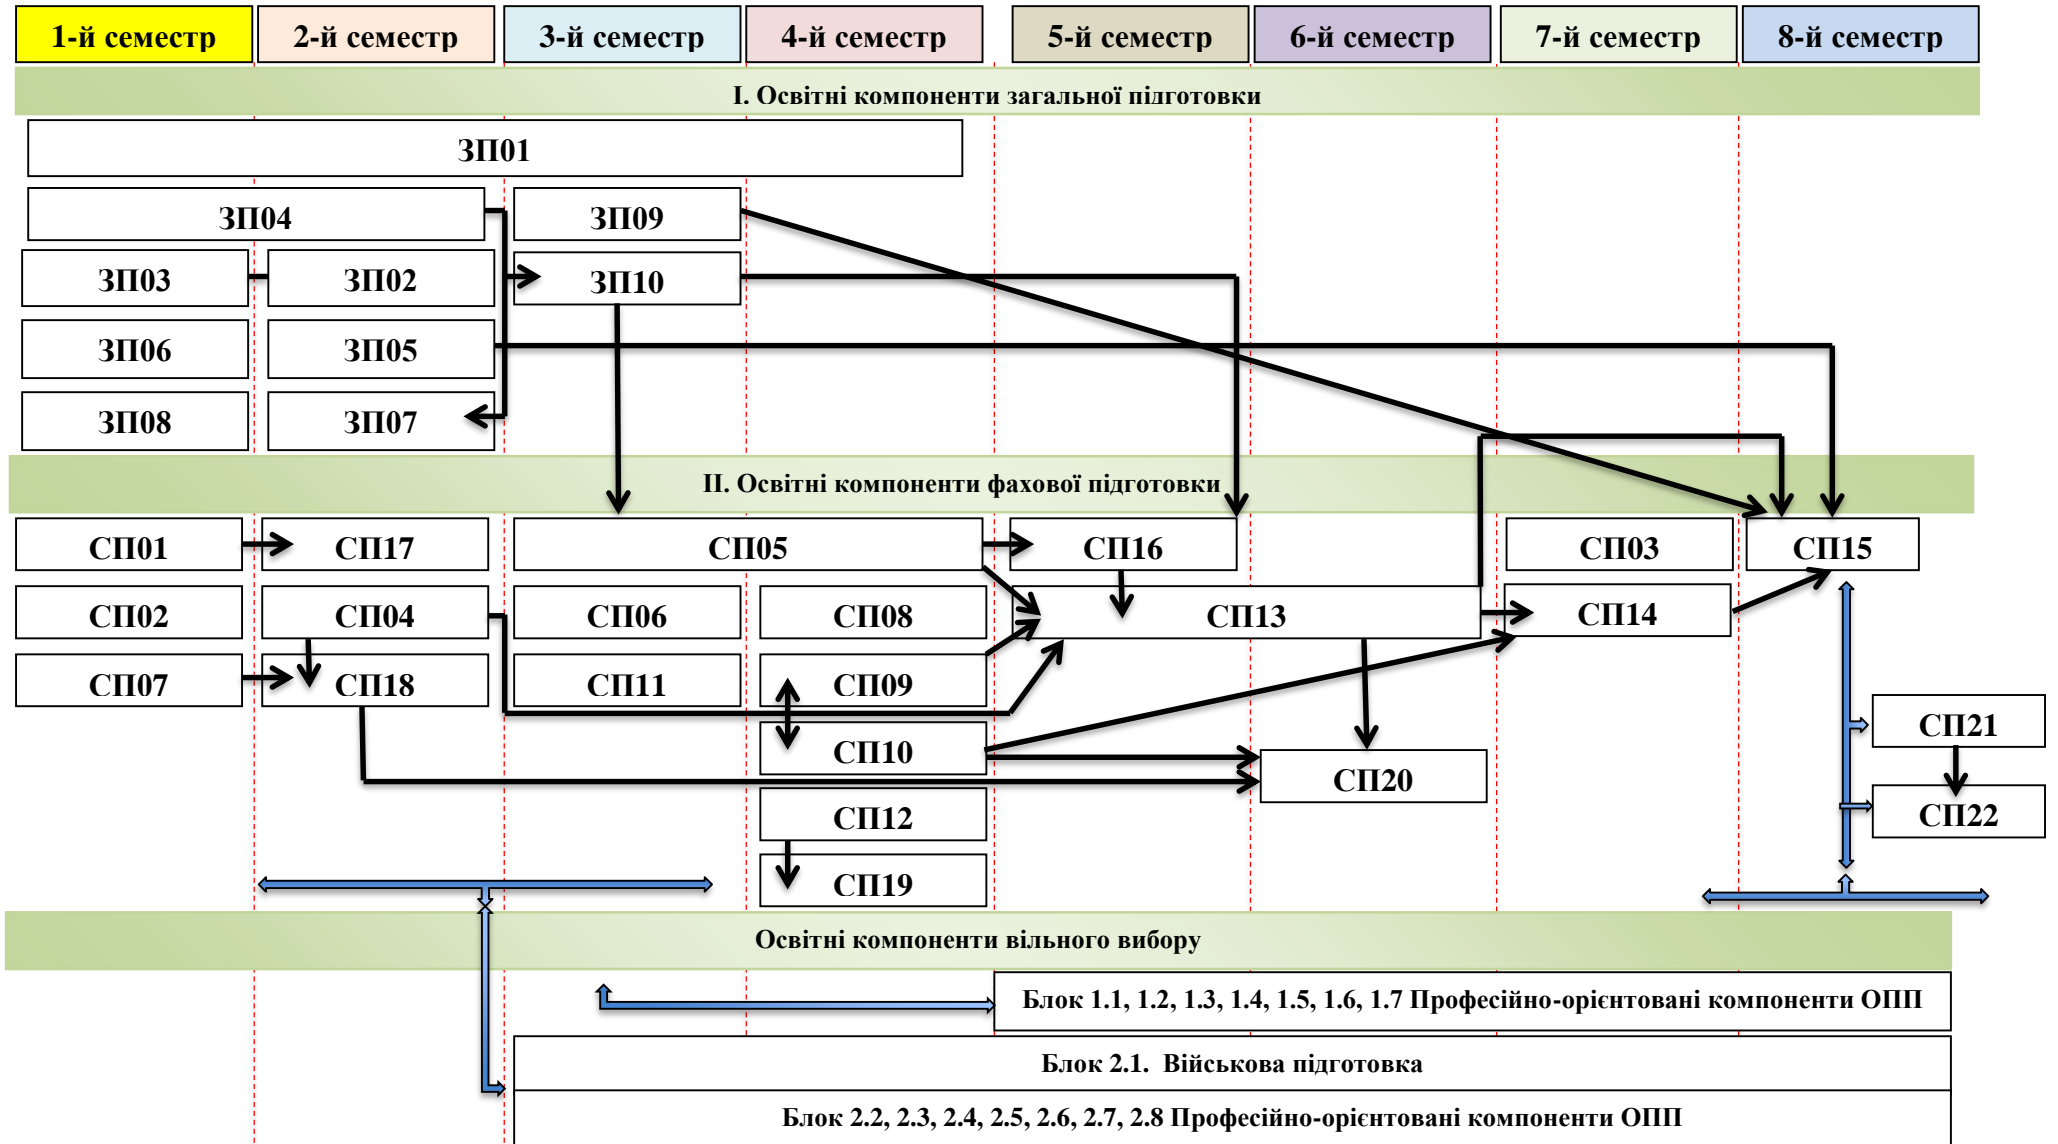 1-й семестр 2-й семестр 3-й семестр 4-й семестр 5-й семестр 6-й семестр 7-й семестр 8-й семестр
І. Освітні компоненти загальної підготовки
ЗП01
ЗП04 ЗП09
ЗП03 ЗП02 ЗП10
ЗП06 ЗП05
ЗП08 ЗП07
ІІ. Освітні компоненти фахової підготовки
СП01 СП17 СП05 СП16 СП03 СП15
СП02 СП04 СП06 СП08 СП13 СП14
СП07 СП18 СП11 СП09
СП21
СП10
СП20
СП12 СП22
СП19
Освітні компоненти вільного вибору
Блок 1.1, 1.2, 1.3, 1.4, 1.5, 1.6, 1.7 Професійно-орієнтовані компоненти ОПП
Блок 2.1. Військова підготовка
Блок 2.2, 2.3, 2.4, 2.5, 2.6, 2.7, 2.8 Професійно-орієнтовані компоненти ОПП